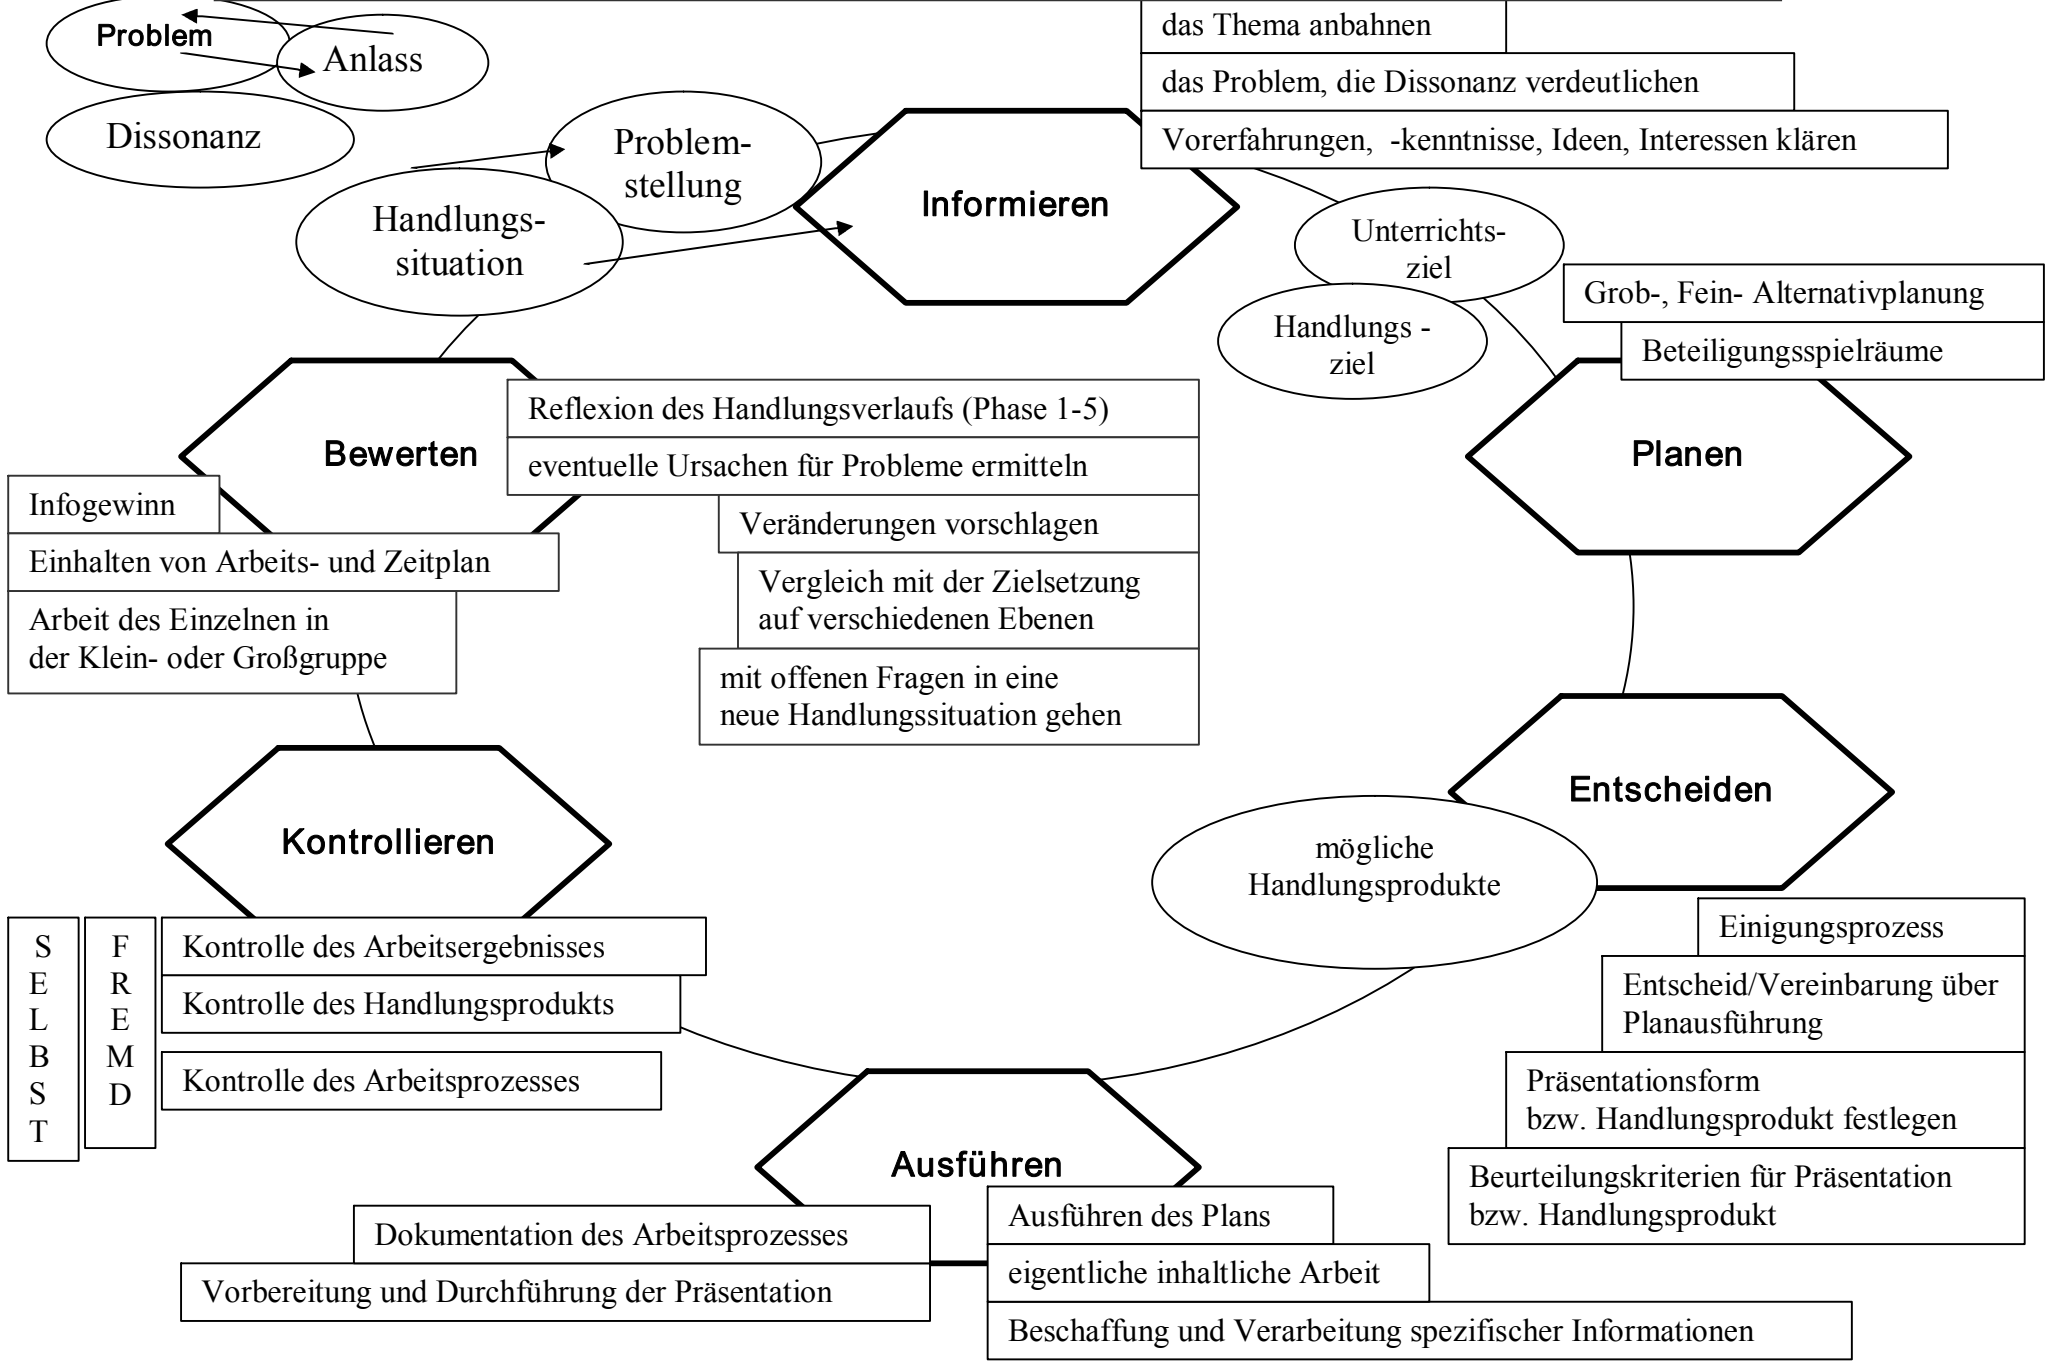 Problem
Anlass
Dissonanz
das Thema anbahnen
das Problem, die Dissonanz verdeutlichen
Vorerfahrungen, -kenntnisse, Ideen, Interessen klären
Problem-
stellung
Handlungs-
situation
Informieren
Unterrichts-
ziel
Handlungs -
ziel
Grob-, Fein- Alternativplanung
Beteiligungsspielräume
Planen
Bewerten
Reflexion des Handlungsverlaufs (Phase 1-5)
eventuelle Ursachen für Probleme ermitteln
Veränderungen vorschlagen
Vergleich mit der Zielsetzung
auf verschiedenen Ebenen
mit offenen Fragen in eine
neue Handlungssituation gehen
Infogewinn
Einhalten von Arbeits- und Zeitplan
Arbeit des Einzelnen in
der Klein- oder Großgruppe
Entscheiden
mögliche
Handlungsprodukte
Einigungsprozess
Entscheid/Vereinbarung über
Planausführung
Präsentationsform
bzw. Handlungsprodukt festlegen
Beurteilungskriterien für Präsentation
bzw. Handlungsprodukt
Kontrollieren
S
E
L
B
S
T
F
R
E
M
D
Kontrolle des Arbeitsergebnisses
Kontrolle des Handlungsprodukts
Kontrolle des Arbeitsprozesses
Ausführen
Dokumentation des Arbeitsprozesses
Vorbereitung und Durchführung der Präsentation
Ausführen des Plans
eigentliche inhaltliche Arbeit
Beschaffung und Verarbeitung spezifischer Informationen